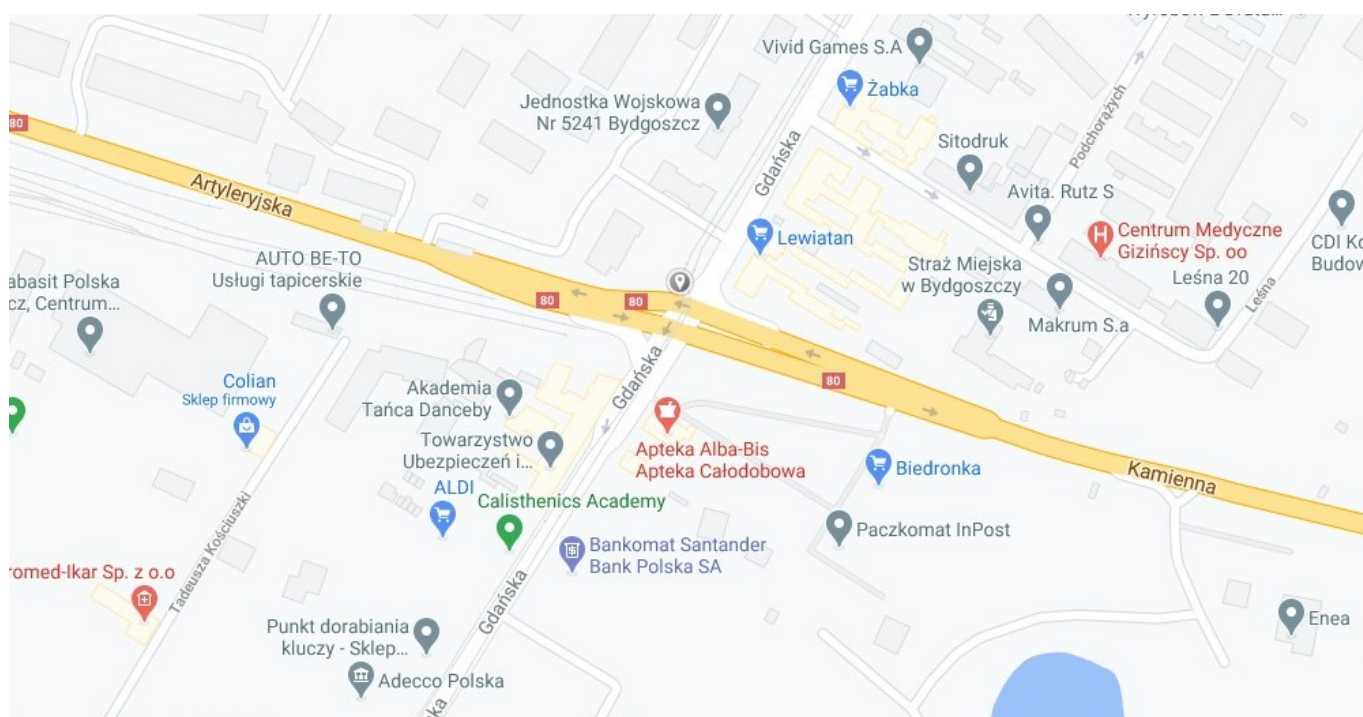 Vivid Games S.A
Żabka
Jednostka Wojskowa
Nr 5241 Bydgoszcz
Podchorążych
Gdańska
Sitodruk
80
Artyleryjska
Avita. Rutz S
Centrum Medyczne
Gizińscy Sp. oo
Lewiatan
CDI
Budow
AUTO BE-TO
Usługi tapicerskie
Straż Miejska
w Bydgoszczy
Leśna 20
Leśna
abasit Polska
cz, Centrum...
80
80
Makrum S.a
Colian
Sklep firmowy
Akademia
Tańca Danceby
Gdańska
80
Towarzystwo
Ubezpieczeń i...
Apteka Alba-Bis
Apteka Całodobowa
Biedronka
Kamienna
80
ALDI
Calisthenics Academy
Paczkomat InPost
Bankomat Santander
Bank Polska SA
Tadeusza Kościuszki
romed-Ikar Sp. z o.o
Gdańska
Enea
Punkt dorabiania
kluczy - Sklep...
Adecco Polska
ska